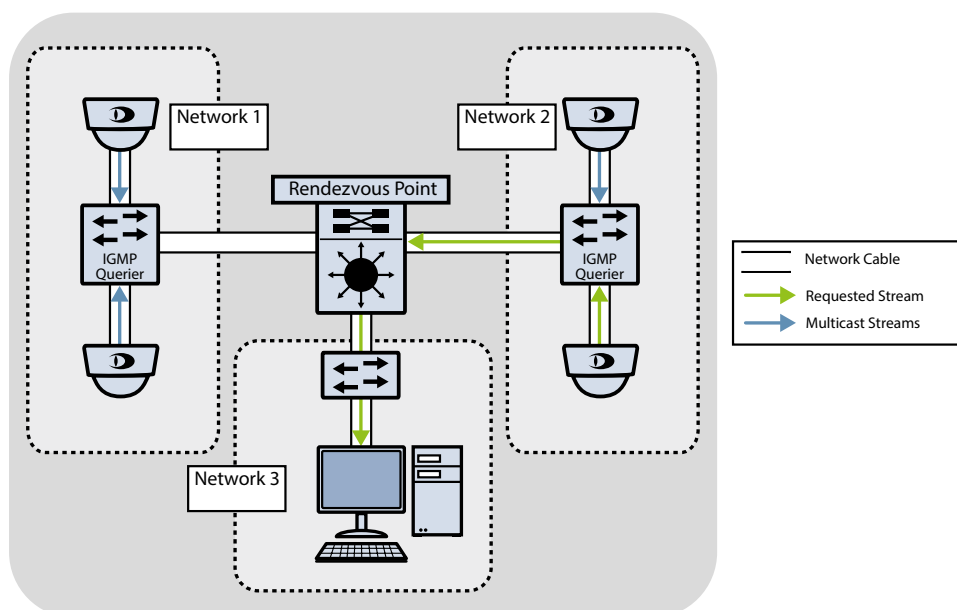 Network 1
Network 2
Rendezvous Point
IGMP
Querier
IGMP
Querier
Network Cable
Requested Stream
Multicast Streams
Network 3